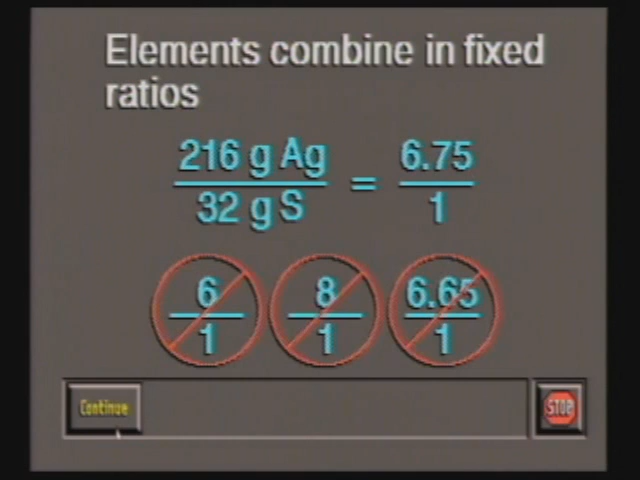 Elements combine in fixed
ratios
216 g Ag
32 g S
=
6.75
1
6
1
8
1
6.65
1
Continue
STOP